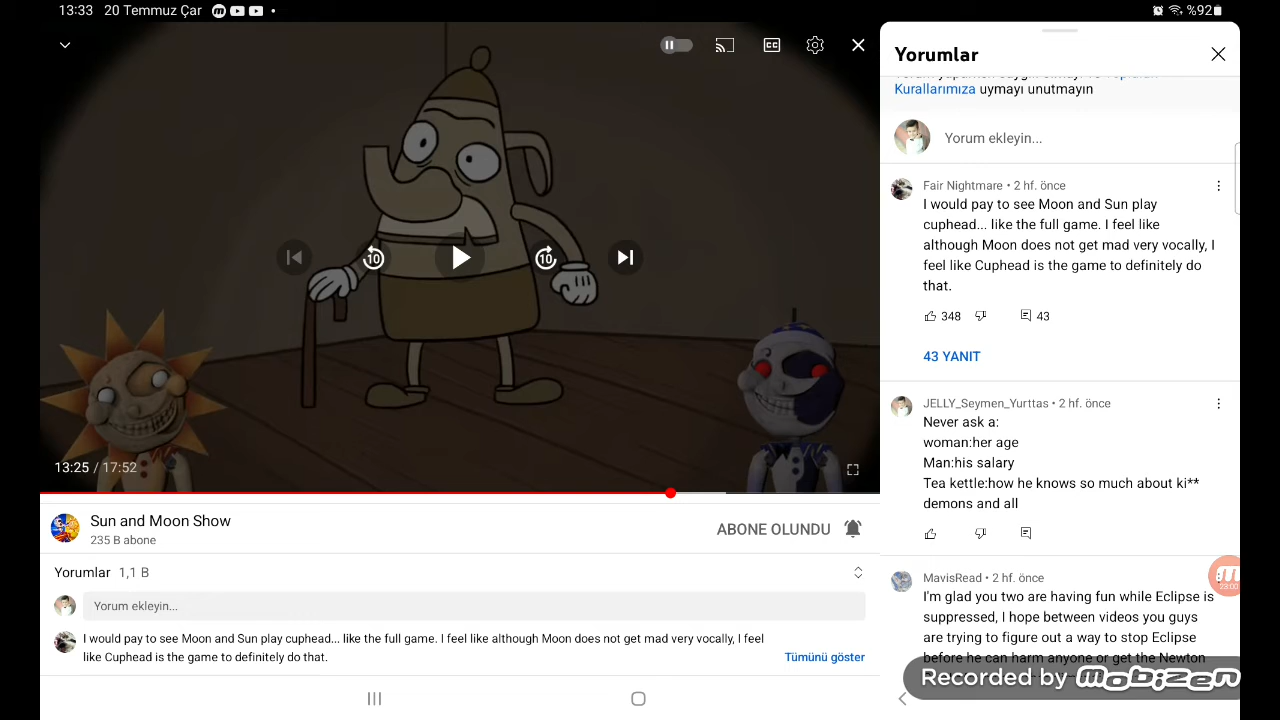 13:33 20 Temmuz Çar
%92
10
10
13:25 / 17:52
Sun and Moon Show
235 B abone
ABONE OLUNDU
Yorumlar 1,1 B
Yorum ekleyin...
I would pay to see Moon and Sun play cuphead... like the full game. I feel like although Moon does not get mad very vocally, I feel
like Cuphead is the game to definitely do that.
Tümünü göster
Yorumlar
Kurallarımıza uymayı unutmayın
Yorum ekleyin...
Fair Nightmare • 2 hf. önce
I would pay to see Moon and Sun play
cuphead... like the full game. I feel like
although Moon does not get mad very vocally, I
feel like Cuphead is the game to definitely do
that.
348
43
43 YANIT
JELLY_Seymen_Yurttas • 2 hf. önce
Never ask a:
woman:her age
Man:his salary
Tea kettle:how he knows so much about ki**
demons and all
MavisRead • 2 hf. önce
I'm glad you two are having fun while Eclipse is
suppressed, I hope between videos you guys
are trying to figure out a way to stop Eclipse
before he can harm anyone or get the Newton
23:00
Recorded by mobizen